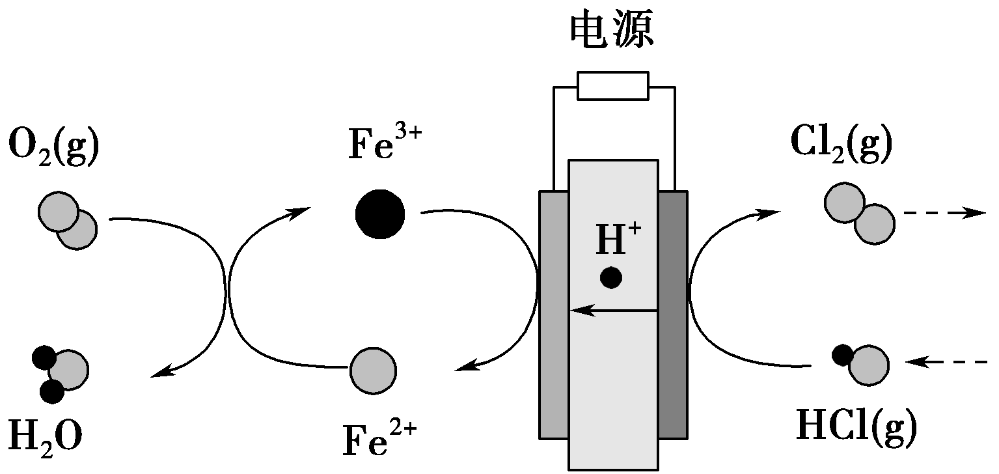 电源
O₂(g)
Fe³⁺
Cl₂(g)
H⁺
H₂O
Fe²⁺
HCl(g)